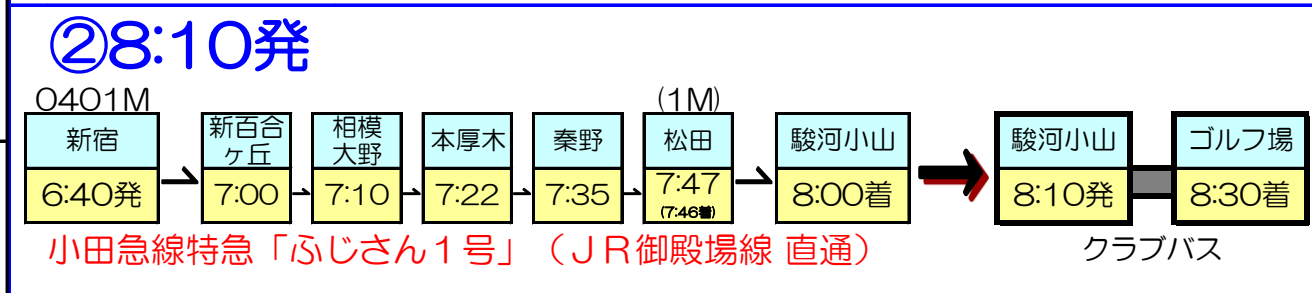 ②8:10発
0401M
(1M)
新宿
新百合
ヶ丘
相模
大野
本厚木
秦野
松田
駿河小山
駿河小山
ゴルフ場
6:40発
7:00
7:10
7:22
7:35
7:47
(7:46着)
8:00着
8:10発
8:30着
小田急線特急「ふじさん1号」（JR御殿場線 直通）
クラブバス